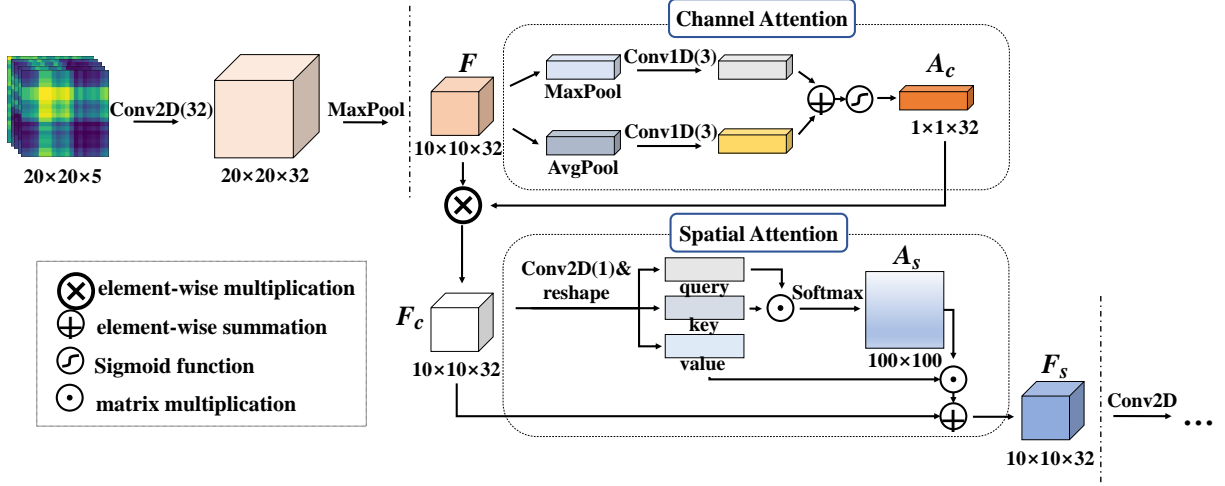 Channel Attention
F
Conv1D(3)
A_c
Conv2D(32)
MaxPool
MaxPool
1×1×32
10×10×32
Conv1D(3)
AvgPool
20×20×5
20×20×32
Spatial Attention
Conv2D(1)&
reshape
query
A_s
Softmax
element-wise multiplication
element-wise summation
Sigmoid function
matrix multiplication
F_c
key
value
100×100
10×10×32
F_s
Conv2D
...
10×10×32